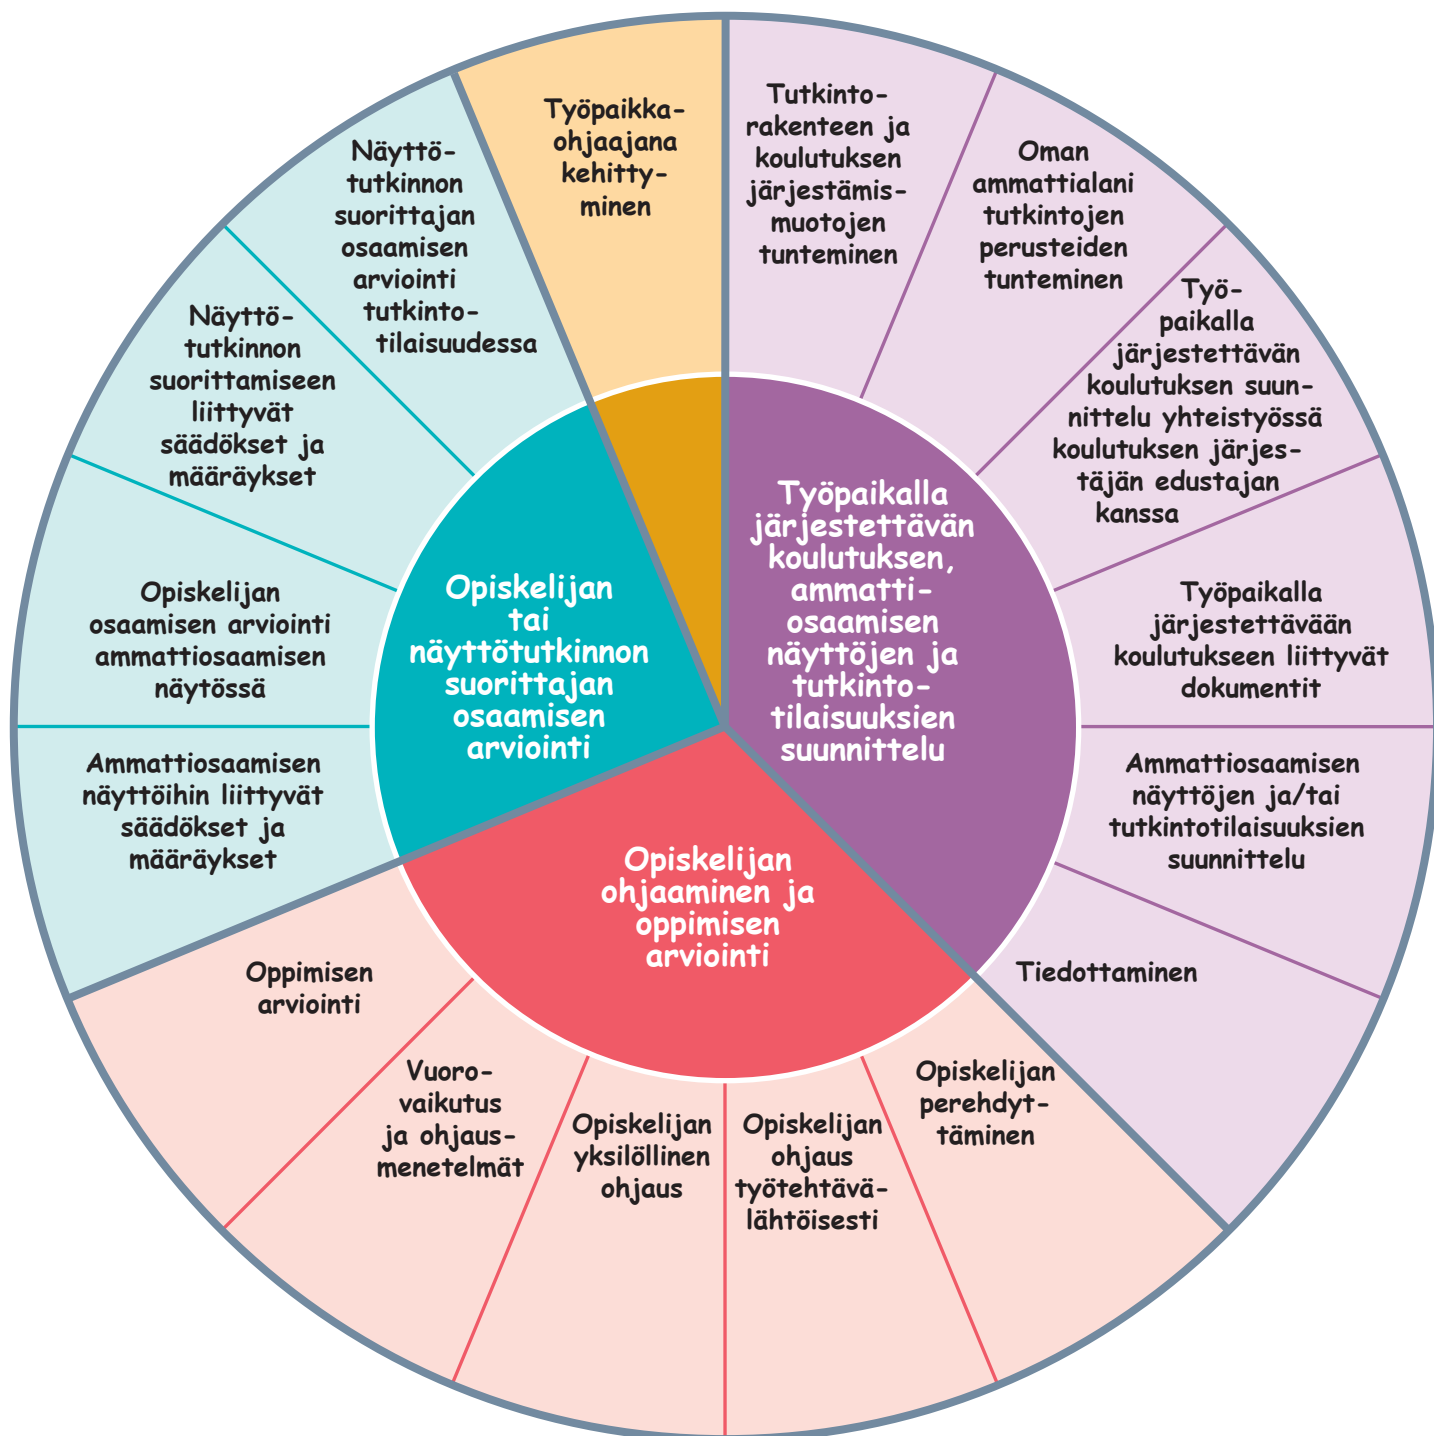 Työpaikka-
ohjaajana
kehitty-
minen
Tutkinto-
rakenteen ja
koulutuksen
järjestämis-
muotojen
tunteminen
Oman
ammattialani
tutkintojen
perusteiden
tunteminen
Työ-
paikalla
järjestettävän
koulutuksen suun-
nittelu yhteistyössä
koulutuksen järjes-
täjän edustajan
kanssa
Työpaikalla
järjestettävään
koulutukseen liittyvät
dokumentit
Ammattiosaamisen
näyttöjen ja/tai
tutkintotilaisuuksien
suunnittelu
Tiedottaminen
Opiskelijan
perehdyt-
täminen
Opiskelijan
ohjaus
työtehtävä-
lähtöisesti
Opiskelijan
yksilöllinen
ohjaus
Vuoro-
vaikutus
ja ohjaus-
menetelmät
Oppimisen
arviointi
Ammattiosaamisen
näyttöihin liittyvät
säädökset ja
määräykset
Opiskelijan
osaamisen arviointi
ammattiosaamisen
näytössä
Näyttö-
tutkinnon
suorittamiseen
liittyvät
säädökset ja
määräykset
Näyttö-
tutkinnon
suorittajan
osaamisen
arviointi
tutkinto-
tilaisuudessa
Työpaikalla
järjestettävän
koulutuksen,
ammatti-
osaamisen
näyttöjen ja
tutkinto-
tilaisuuksien
suunnittelu
Opiskelijan
ohjaaminen ja
oppimisen
arviointi
Opiskelijan
tai
näyttötutkinnon
suorittajan
osaamisen
arviointi